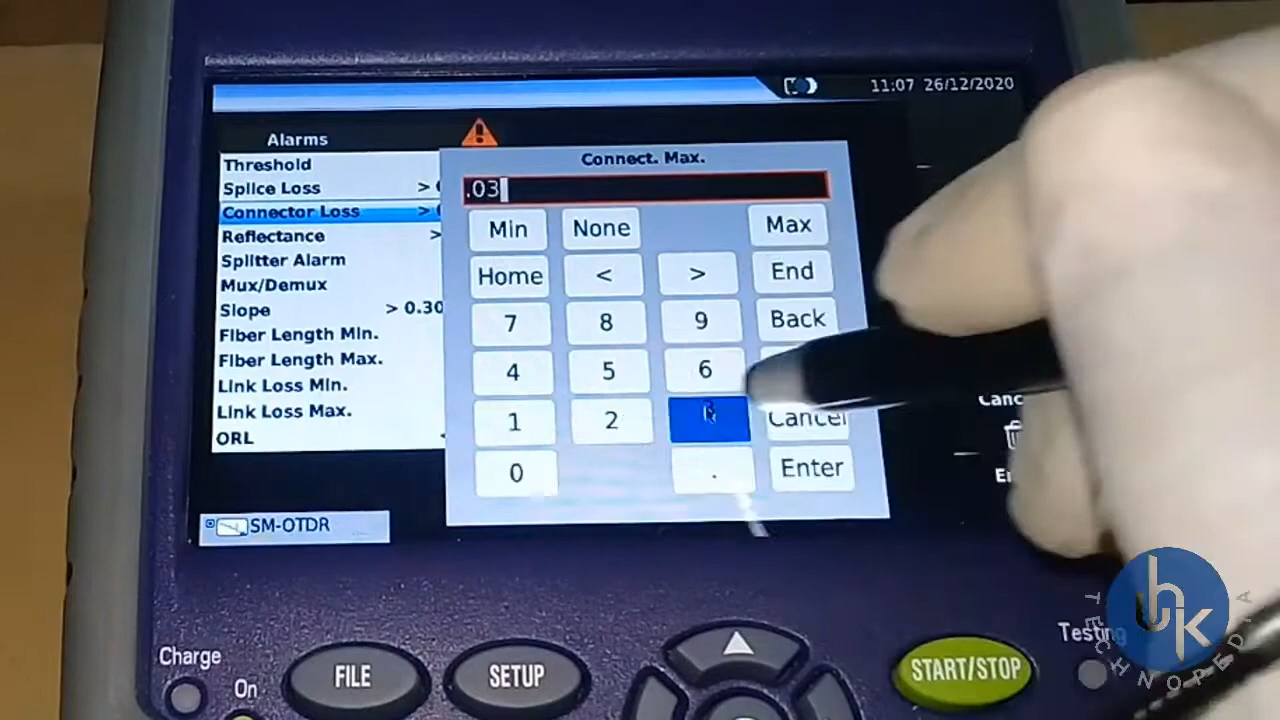 11:07 26/12/2020
Alarms
Connect. Max.
Threshold
Splice Loss >
.03
Connector Loss >
Min None Max
Reflectance >
Splitter Alarm
Home < > End
Mux/Demux
Slope > 0.30
7 8 9 Back
Fiber Length Min.
Fiber Length Max.
4 5 6
Link Loss Min.
Canc
Link Loss Max.
1 2 Cancel
ORL
0 . Enter
SM-OTDR
Charge
On
FILE
SETUP
START/STOP
Testing
huk
TECHNOPEDIA